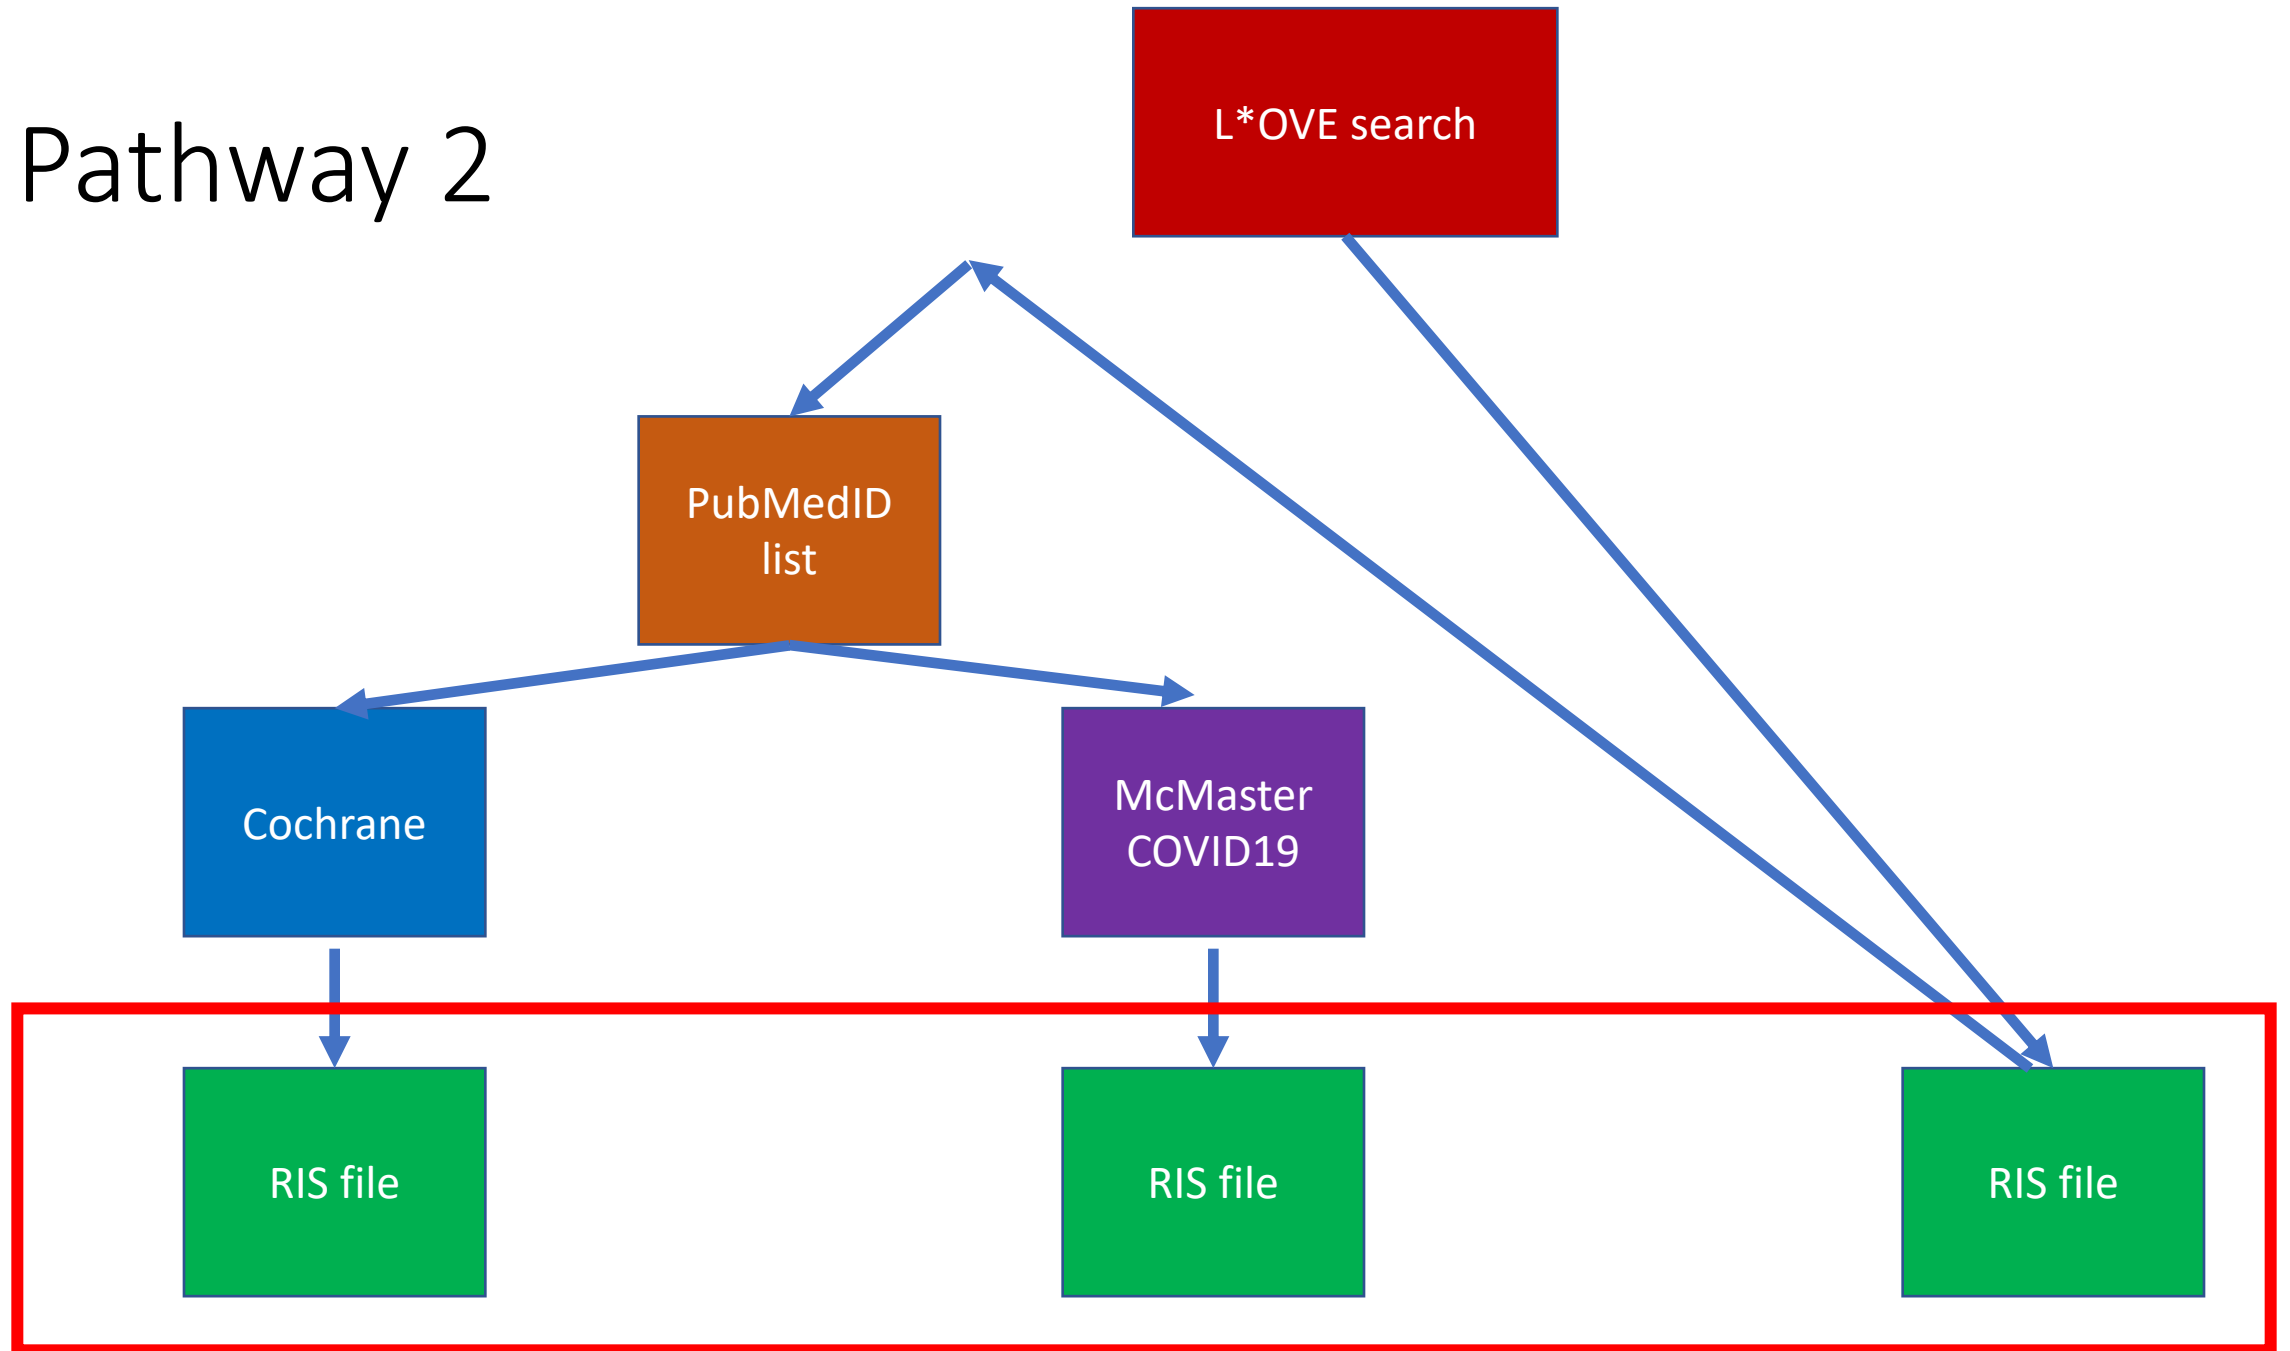 L*OVE search
Pathway 2
PubMedID
list
Cochrane
McMaster
COVID19
RIS file
RIS file
RIS file